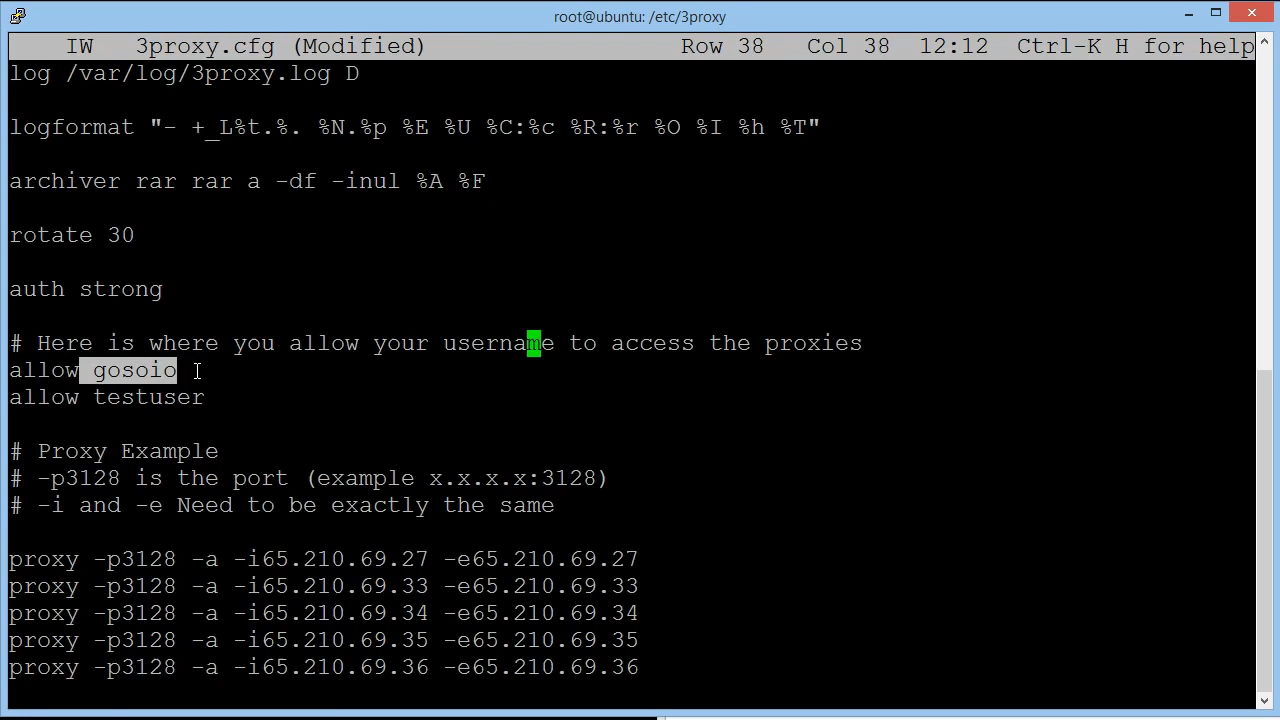 root@ubuntu: /etc/3proxy
IW 3proxy.cfg (Modified) Row 38 Col 38 12:12 Ctrl-K H for help
log /var/log/3proxy.log D
logformat "- +_L%t.%. %N.%p %E %U %C:%c %R:%r %O %I %h %T"
archiver rar rar a -df -inul %A %F
rotate 30
auth strong
# Here is where you allow your username to access the proxies
allow gosoio
allow testuser
# Proxy Example
# -p3128 is the port (example x.x.x.x:3128)
# -i and -e Need to be exactly the same
proxy -p3128 -a -i65.210.69.27 -e65.210.69.27
proxy -p3128 -a -i65.210.69.33 -e65.210.69.33
proxy -p3128 -a -i65.210.69.34 -e65.210.69.34
proxy -p3128 -a -i65.210.69.35 -e65.210.69.35
proxy -p3128 -a -i65.210.69.36 -e65.210.69.36